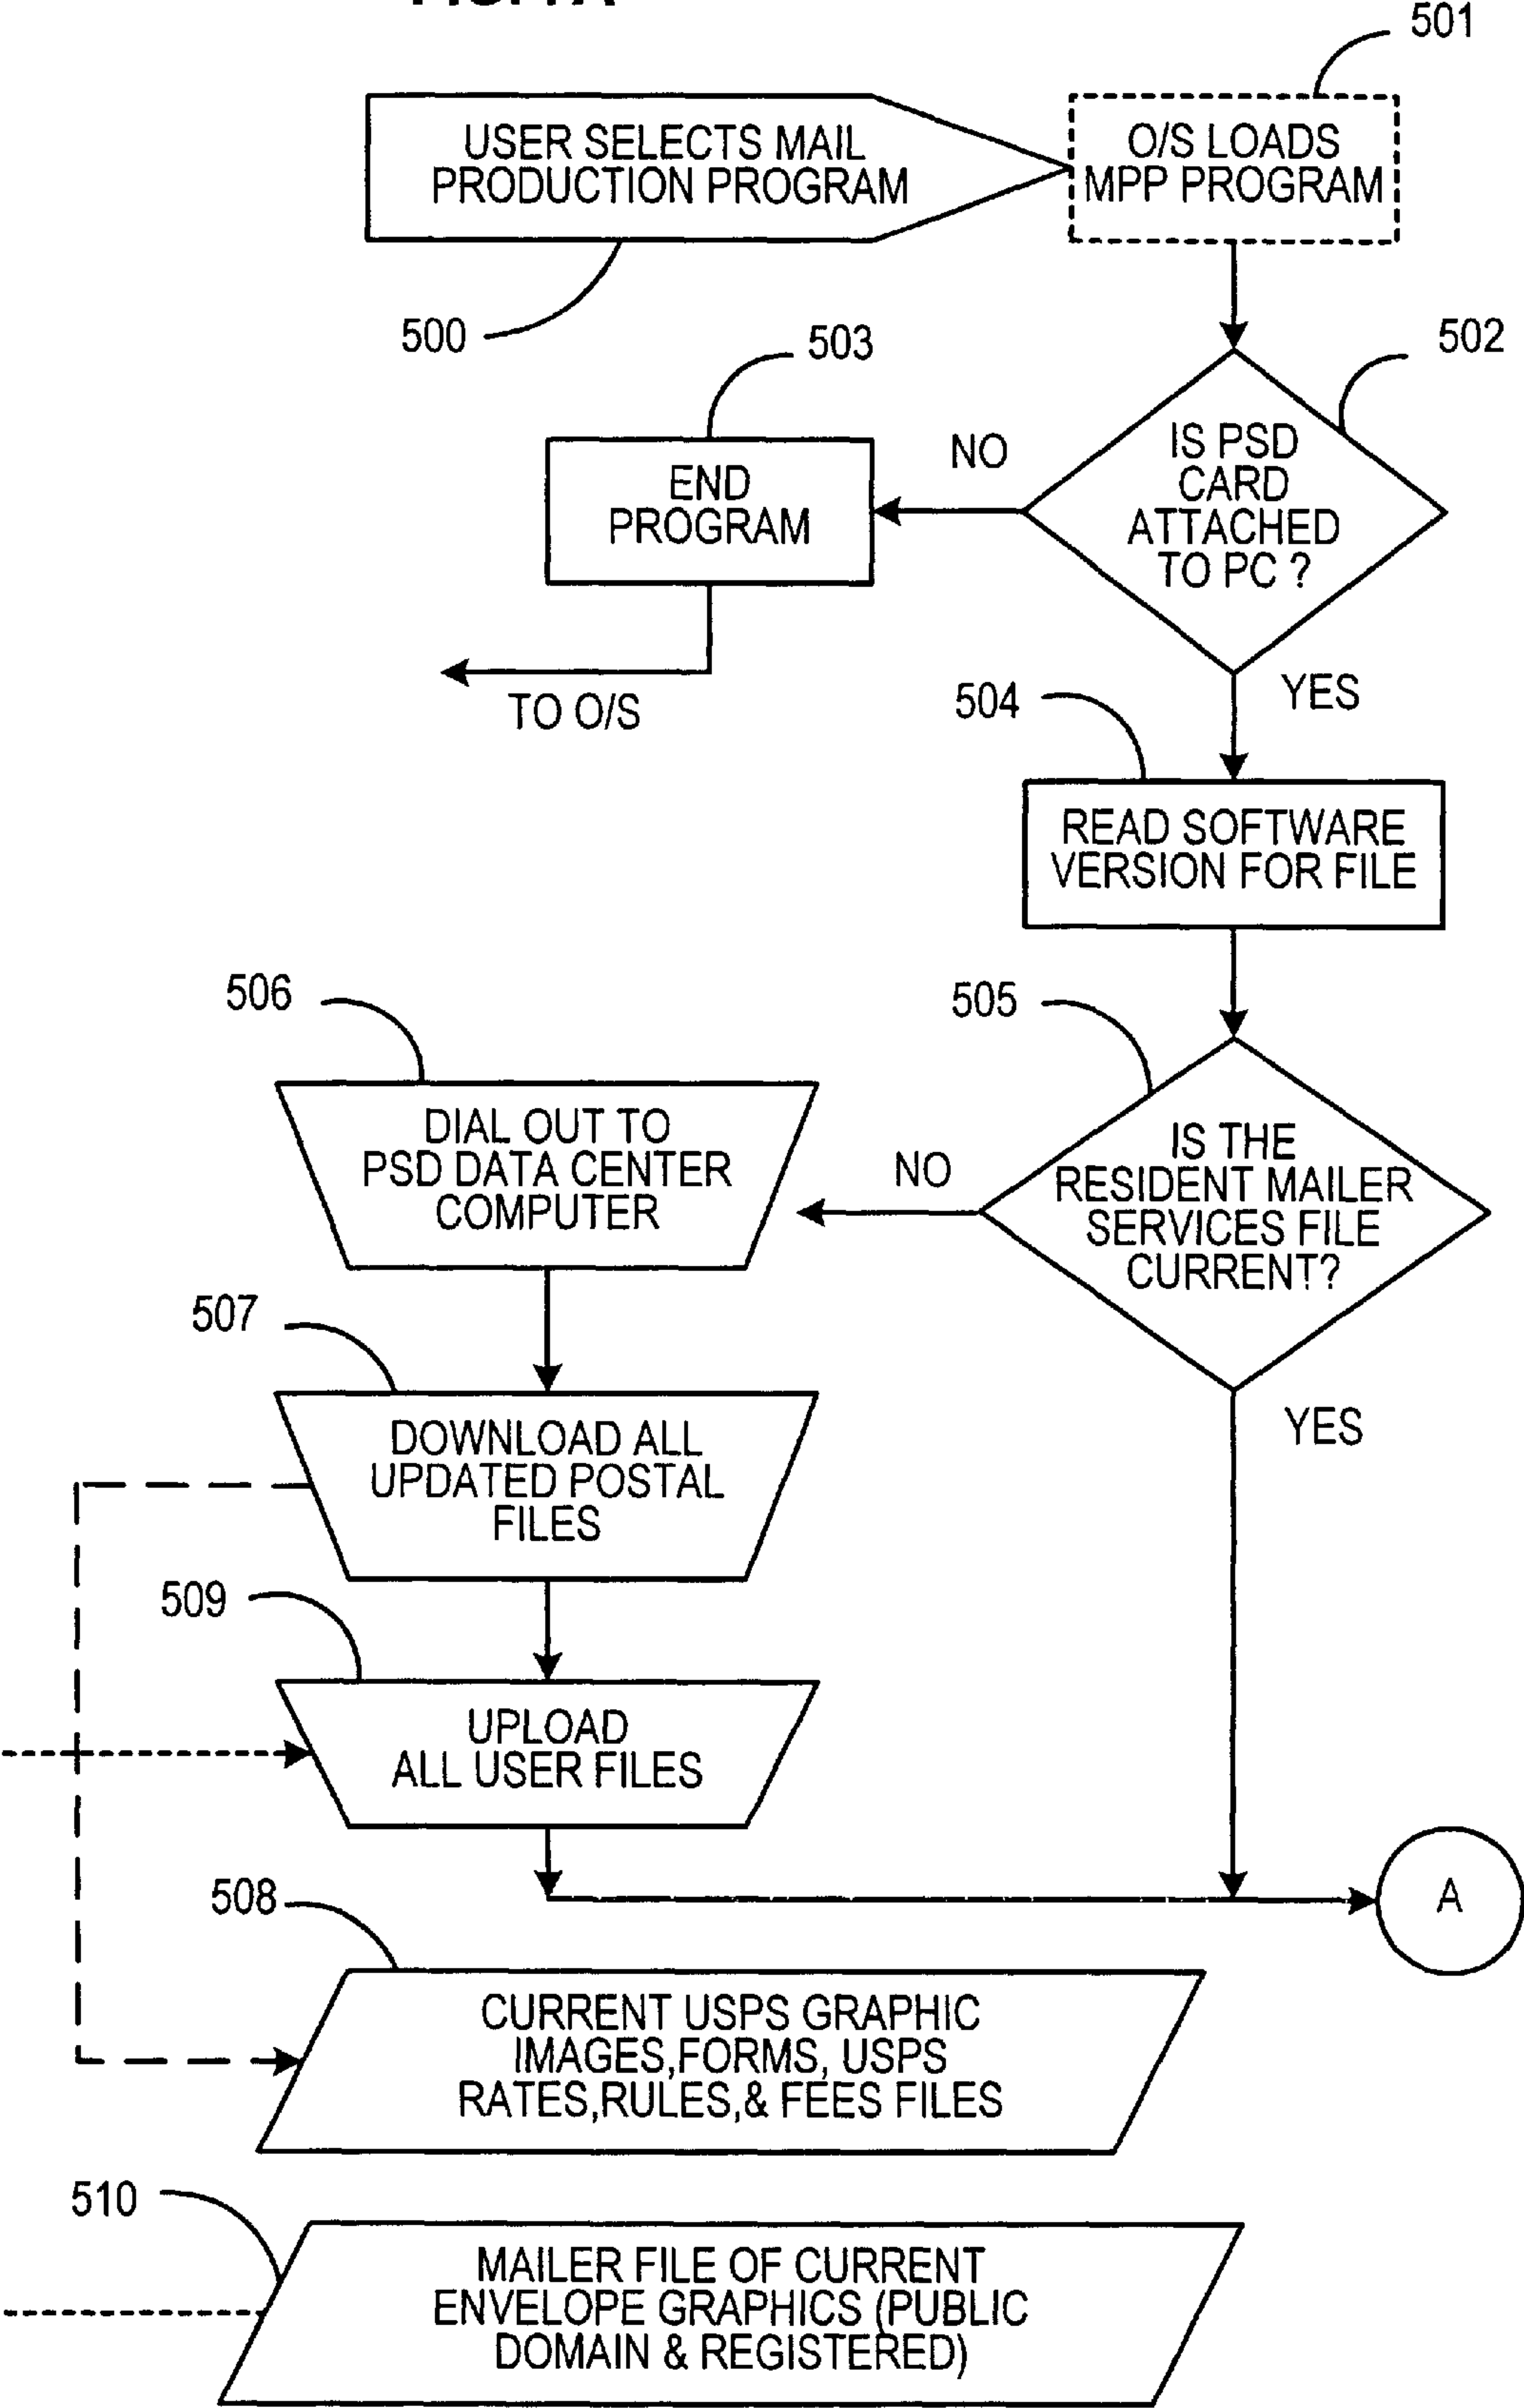 501
USER SELECTS MAIL
PRODUCTION PROGRAM
O/S LOADS
MPP PROGRAM
500
503
502
IS PSD
CARD
ATTACHED
TO PC ?
NO
END
PROGRAM
TO O/S
YES
504
READ SOFTWARE
VERSION FOR FILE
506
505
DIAL OUT TO
PSD DATA CENTER
COMPUTER
NO
IS THE
RESIDENT MAILER
SERVICES FILE
CURRENT?
507
YES
DOWNLOAD ALL
UPDATED POSTAL
FILES
509
UPLOAD
ALL USER FILES
508
A
CURRENT USPS GRAPHIC
IMAGES,FORMS, USPS
RATES,RULES,& FEES FILES
510
MAILER FILE OF CURRENT
ENVELOPE GRAPHICS (PUBLIC
DOMAIN & REGISTERED)